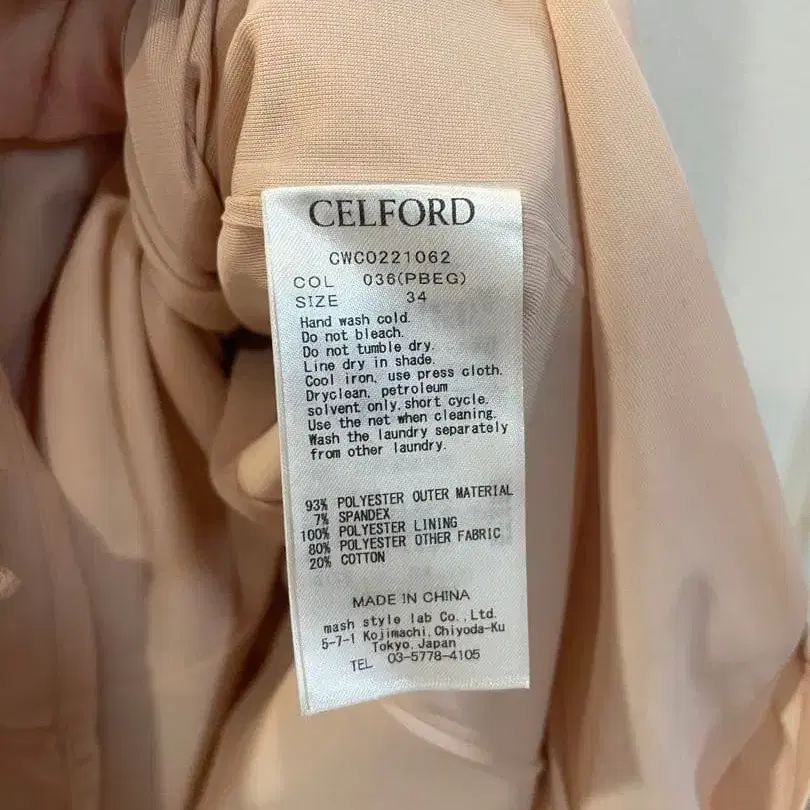 CELFORD
CWCO221062
COL 036(PBEG)
SIZE 34
Hand wash cold.
Do not bleach.
Do not tumble dry.
Line dry in shade.
Cool iron, use press cloth.
Dryclean, petroleum
solvent only, short cycle.
Use the net when cleaning.
Wash the laundry separately
from other laundry.
93% POLYESTER OUTER MATERIAL
7% SPANDEX
100% POLYESTER LINING
80% POLYESTER OTHER FABRIC
20% COTTON
MADE IN CHINA
mash style lab Co., Ltd.
5-7-1 Kojimachi, Chiyoda-Ku
Tokyo, Japan
TEL 03-5778-4105